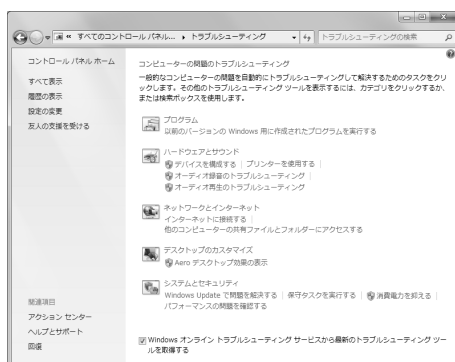 すべてのコントロール パネル... トラブルシューティング トラブルシューティングの検索
コントロール パネル ホーム
すべて表示
履歴の表示
設定の変更
友人の支援を受ける
コンピューターの問題のトラブルシューティング
一般的なコンピューターの問題を自動的にトラブルシューティングして解決するためのタスクをクリ
ックします。その他のトラブルシューティング ツールを表示するには、カテゴリをクリックするか、
または検索ボックスを使用します。
プログラム
以前のバージョンの Windows 用に作成されたプログラムを実行する
ハードウェアとサウンド
デバイスを構成する | プリンターを使用する |
オーディオ録音のトラブルシューティング |
オーディオ再生のトラブルシューティング
ネットワークとインターネット
インターネットに接続する |
他のコンピューターの共有ファイルとフォルダーにアクセスする
デスクトップのカスタマイズ
Aero デスクトップ効果の表示
システムとセキュリティ
Windows Update で問題を解決する | 保守タスクを実行する | 消費電力を抑える |
パフォーマンスの問題を確認する
Windows オンライン トラブルシューティング サービスから最新のトラブルシューティング ツー
ルを取得する
関連項目
アクション センター
ヘルプとサポート
回復